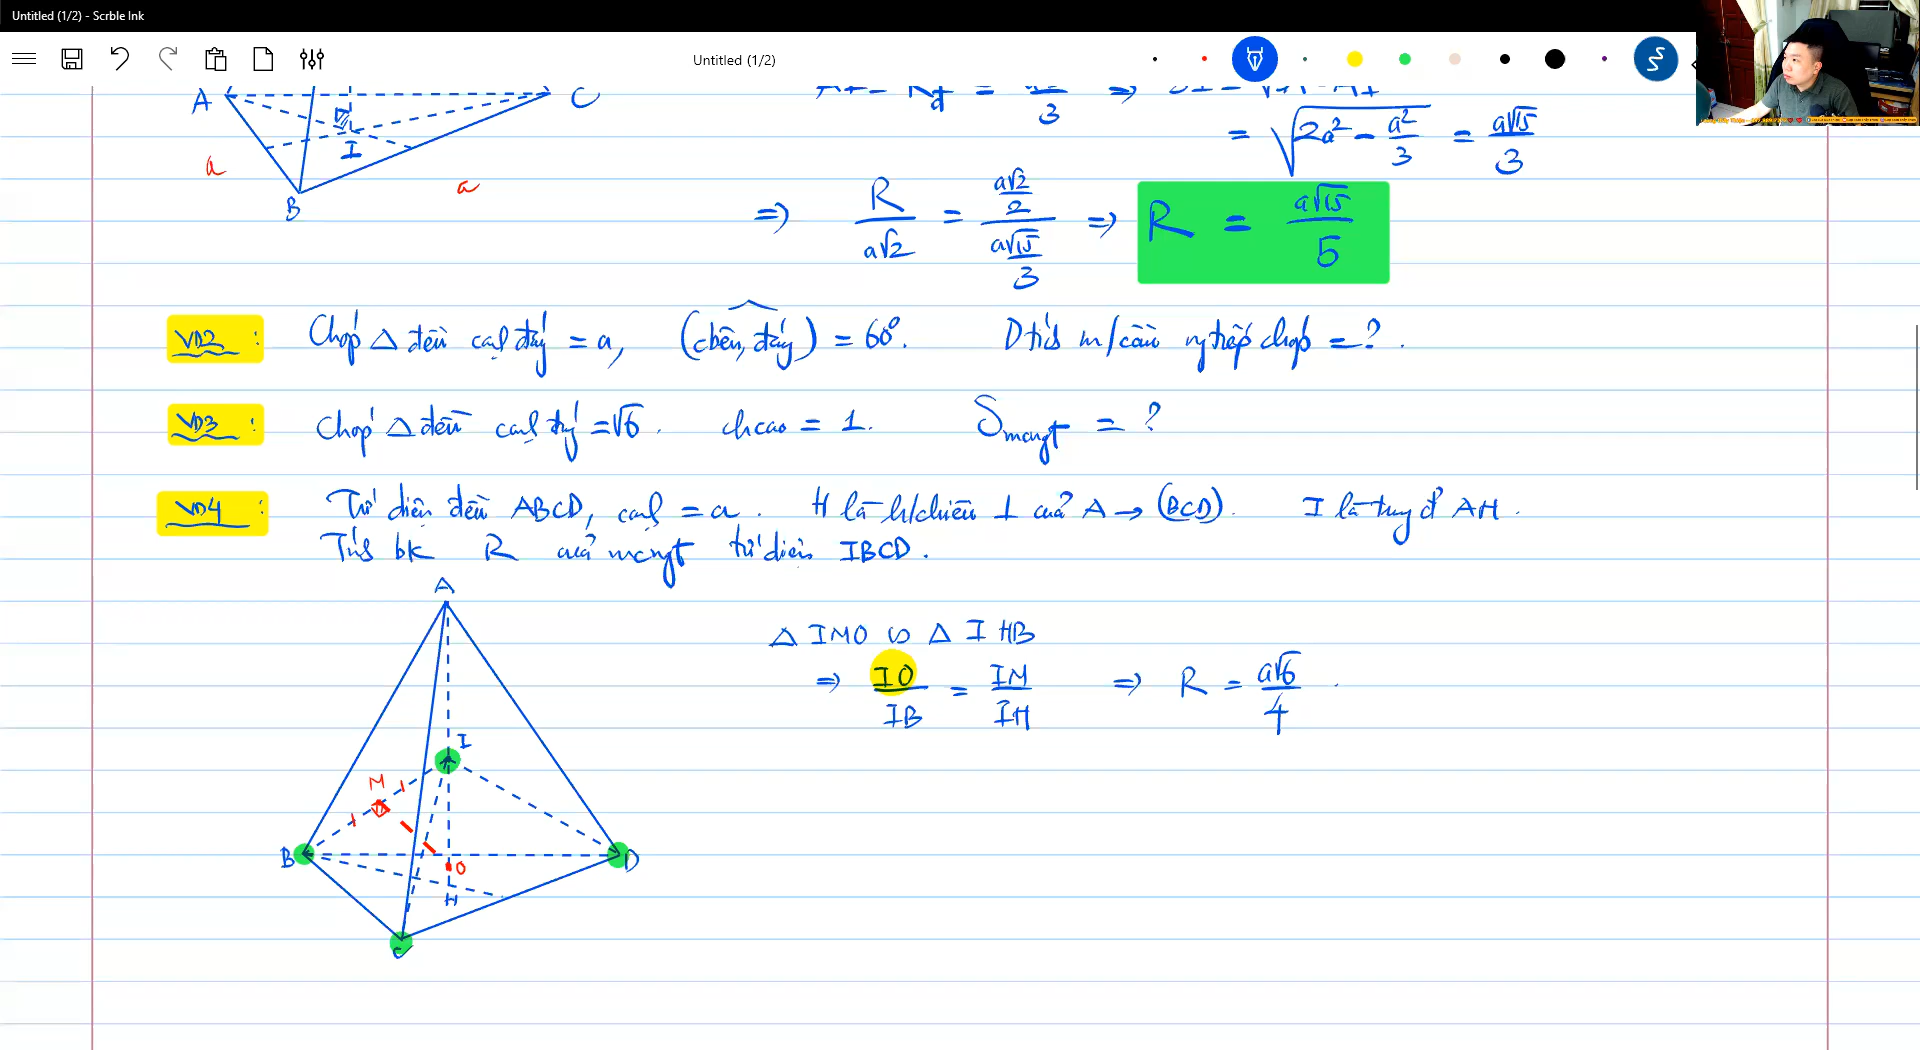 Untitled (1/2) - Scrble Ink
Untitled (1/2)
A C I B a a
= √(2a² - a²/3) = a√15/3
⇒ R/(a√2) = (a√2/2)/(a√15/3) ⇒ R = a√15/5
VD2: Chóp Δ đều cạnh đáy = a, (cbên, đáy) = 60°. Dtích m/cầu ngtiếp chóp = ?.
VD3: Chóp Δ đều cạnh đáy = √6. chcao = 1. Smcngt = ?
VD4: Tứ diện đều ABCD, cạnh = a. H là h/chiếu ⊥ của A → (BCD). I là trung đ' AH.
Tính bk R của mcngt tứ diện IBCD.
A
Δ IMO ∽ Δ IHB
⇒ IO/IB = IM/IH ⇒ R = a√6/4.
I
M
B D
O
H
C